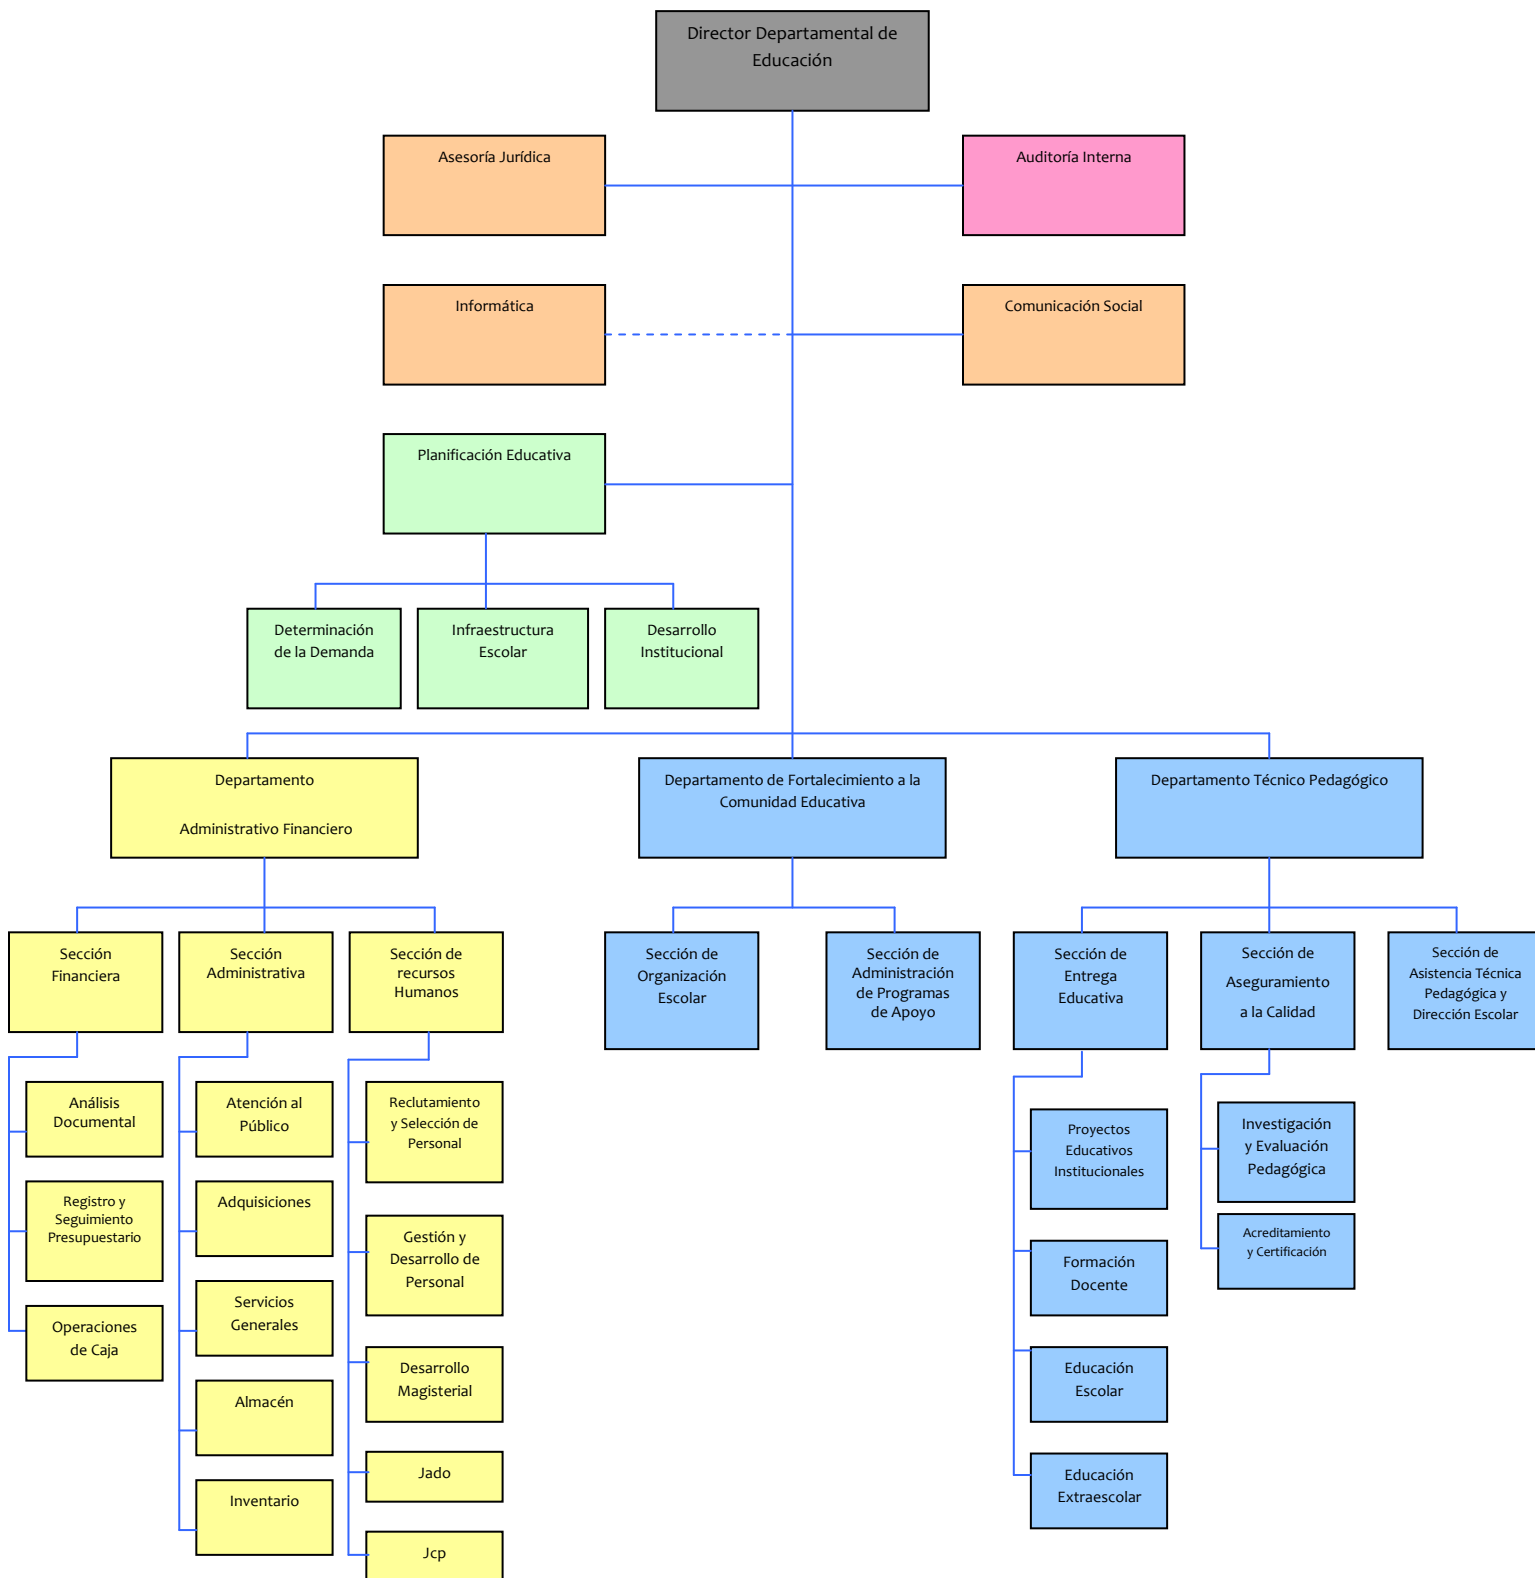 Director Departamental de
Educación
Asesoría Jurídica
Auditoría Interna
Informática
Comunicación Social
Planificación Educativa
Determinación
de la Demanda
Infraestructura
Escolar
Desarrollo
Institucional
Departamento
Administrativo Financiero
Departamento de Fortalecimiento a la
Comunidad Educativa
Departamento Técnico Pedagógico
Sección
Financiera
Sección
Administrativa
Sección de
recursos
Humanos
Sección de
Organización
Escolar
Sección de
Administración
de Programas
de Apoyo
Sección de
Entrega
Educativa
Sección de
Aseguramiento
a la Calidad
Sección de
Asistencia Técnica
Pedagógica y
Dirección Escolar
Análisis
Documental
Registro y
Seguimiento
Presupuestario
Operaciones
de Caja
Atención al
Público
Adquisiciones
Servicios
Generales
Almacén
Inventario
Reclutamiento
y Selección de
Personal
Gestión y
Desarrollo de
Personal
Desarrollo
Magisterial
Jado
Jcp
Proyectos
Educativos
Institucionales
Formación
Docente
Educación
Escolar
Educación
Extraescolar
Investigación
y Evaluación
Pedagógica
Acreditamiento
y Certificación